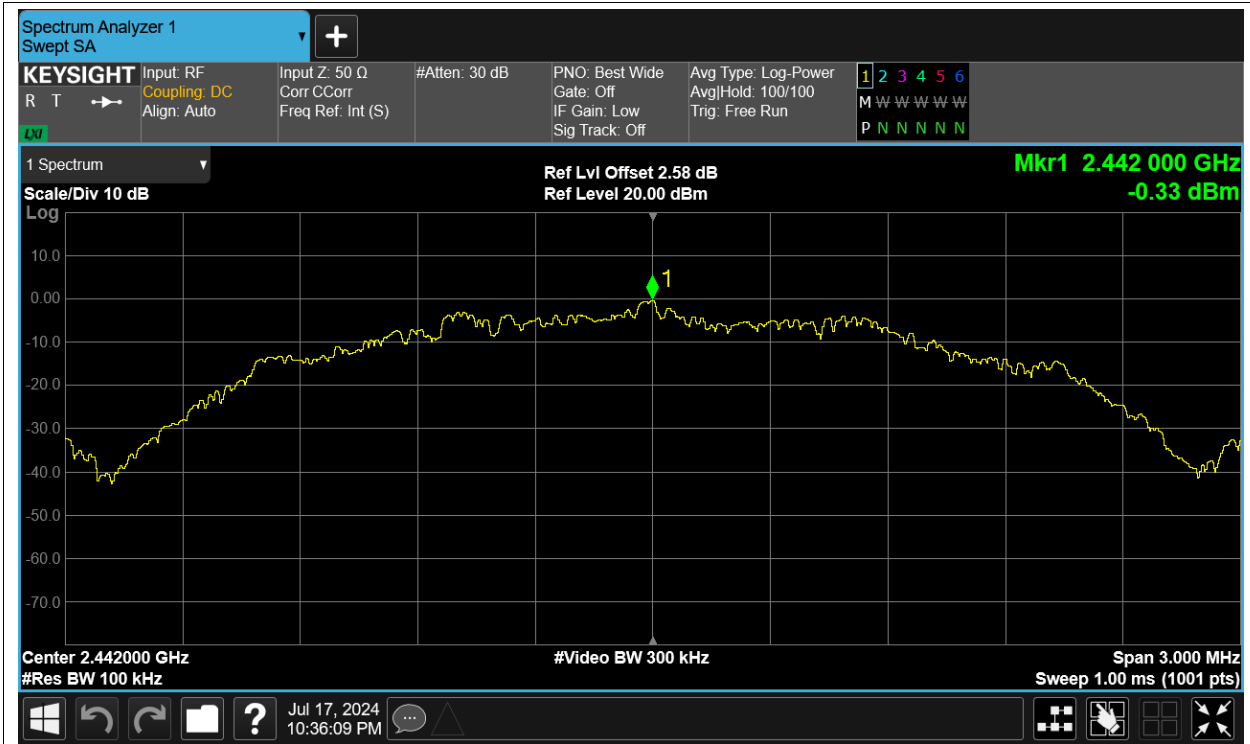 Spectrum Analyzer 1
Swept SA
KEYSIGHT
R T
LXI
Input: RF
Coupling: DC
Align: Auto
Input Z: 50 Ω
Corr CCorr
Freq Ref: Int (S)
#Atten: 30 dB
PNO: Best Wide
Gate: Off
IF Gain: Low
Sig Track: Off
Avg Type: Log-Power
Avg|Hold: 100/100
Trig: Free Run
1 2 3 4 5 6
M W W W W W
P N N N N N
1 Spectrum
Scale/Div 10 dB
Log
Ref Lvl Offset 2.58 dB
Ref Level 20.00 dBm
Mkr1 2.442 000 GHz
-0.33 dBm
1
10.0
0.00
-10.0
-20.0
-30.0
-40.0
-50.0
-60.0
-70.0
Center 2.442000 GHz
#Res BW 100 kHz
#Video BW 300 kHz
Span 3.000 MHz
Sweep 1.00 ms (1001 pts)
?
Jul 17, 2024
10:36:09 PM